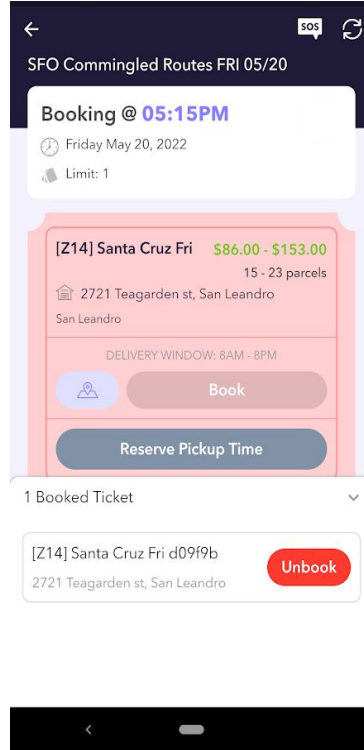 SOS
SFO Commingled Routes FRI 05/20
Booking @ 05:15PM
Friday May 20, 2022
Limit: 1
[Z14] Santa Cruz Fri $86.00 - $153.00
15 - 23 parcels
2721 Teagarden st, San Leandro
San Leandro
DELIVERY WINDOW: 8AM - 8PM
Book
Reserve Pickup Time
1 Booked Ticket
[Z14] Santa Cruz Fri d09f9b
Unbook
2721 Teagarden st, San Leandro